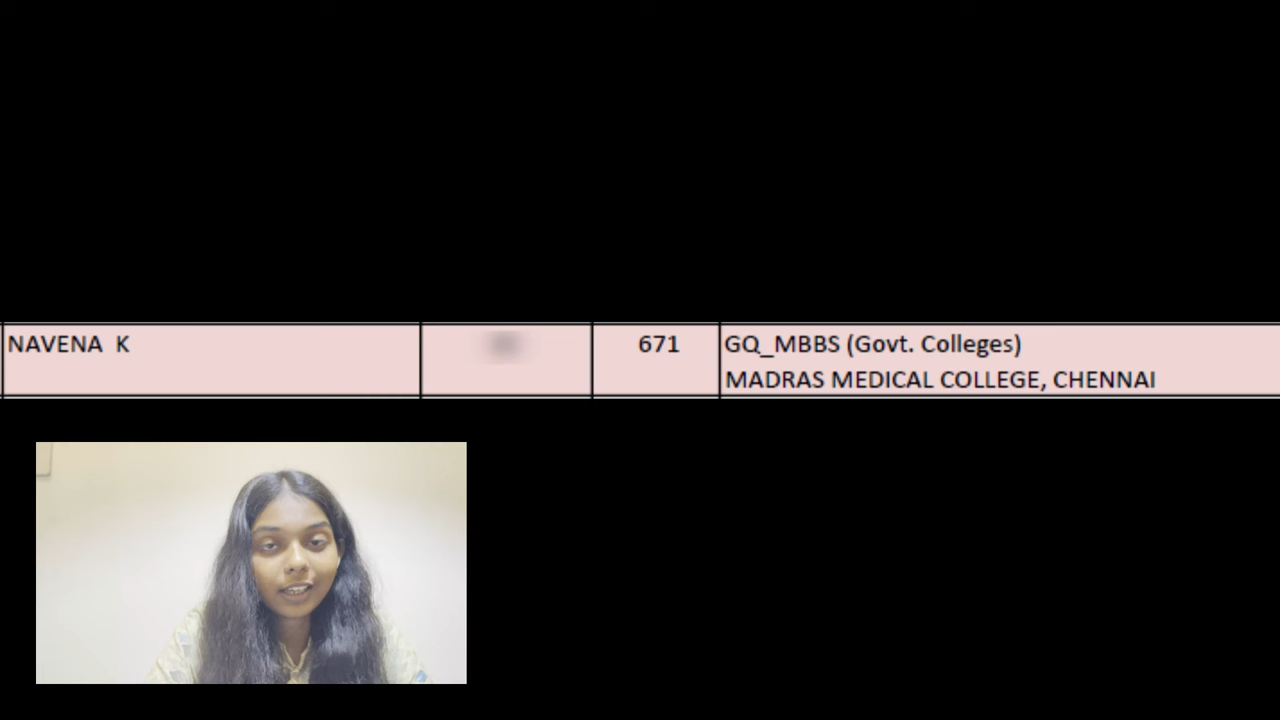 NAVENA K
671
GQ_MBBS (Govt. Colleges)
MADRAS MEDICAL COLLEGE, CHENNAI